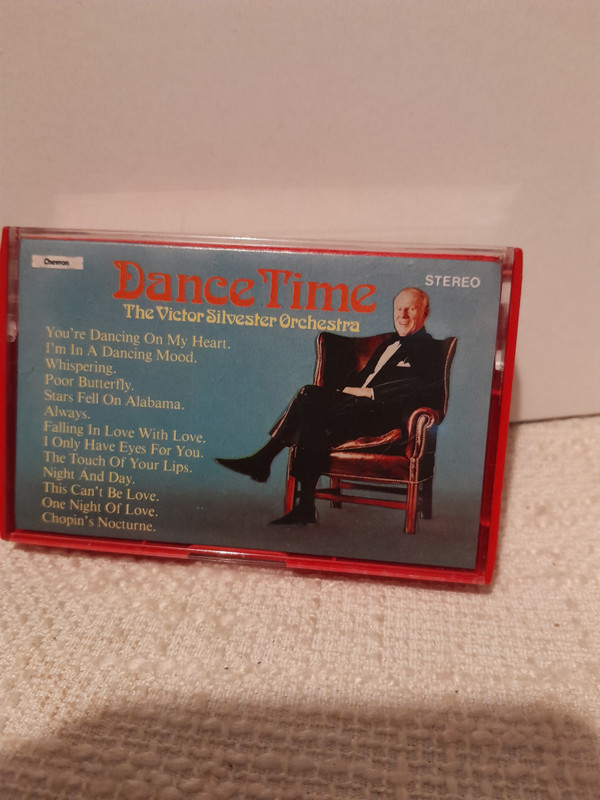 Chevron
Dance Time
STEREO
The Victor Silvester Orchestra
You're Dancing On My Heart.
I'm In A Dancing Mood.
Whispering.
Poor Butterfly.
Stars Fell On Alabama.
Always.
Falling In Love With Love.
I Only Have Eyes For You.
The Touch Of Your Lips.
Night And Day.
This Can't Be Love.
One Night Of Love.
Chopin's Nocturne.